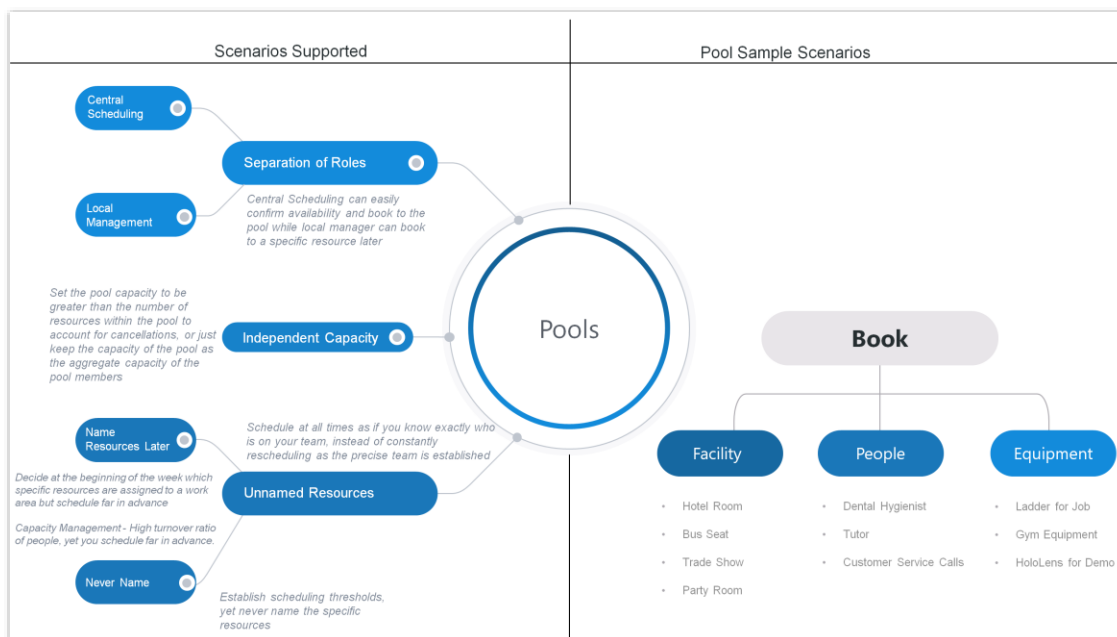 Scenarios Supported
Pool Sample Scenarios
Central
Scheduling
Separation of Roles
Local
Management
Central Scheduling can easily
confirm availability and book to the
pool while local manager can book
to a specific resource later
Set the pool capacity to be
greater than the number of
resources within the pool to
account for cancellations, or just
keep the capacity of the pool as
the aggregate capacity of the
pool members
Independent Capacity
Pools
Name
Resources Later
Schedule at all times as if you know exactly who
is on your team, instead of constantly
rescheduling as the precise team is established
Unnamed Resources
Decide at the beginning of the week which
specific resources are assigned to a work
area but schedule far in advance
Capacity Management - High turnover ratio
of people, yet you schedule far in advance.
Never Name
Establish scheduling thresholds,
yet never name the specific
resources
Book
Facility
Hotel Room
Bus Seat
Trade Show
Party Room
People
Dental Hygienist
Tutor
Customer Service Calls
Equipment
Ladder for Job
Gym Equipment
HoloLens for Demo